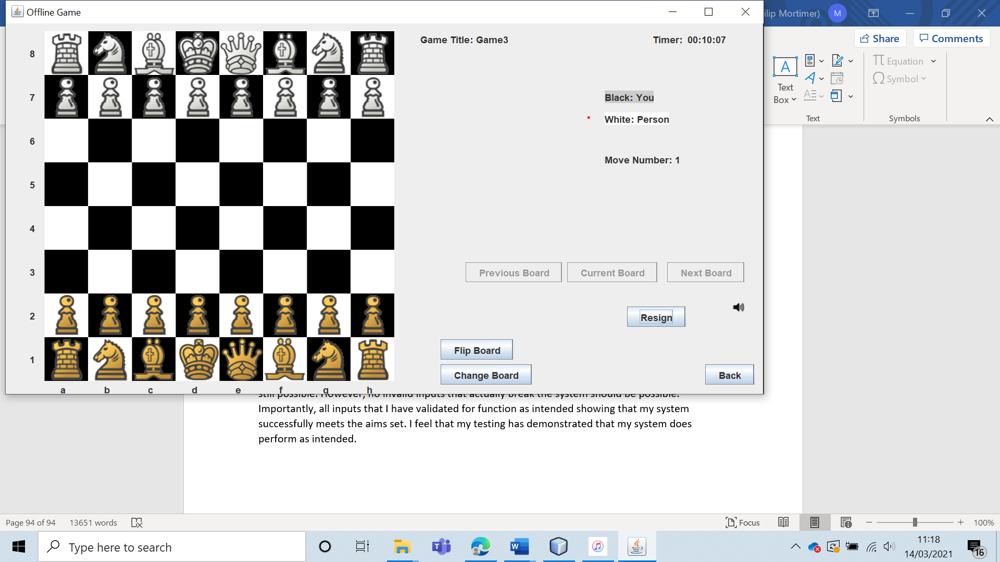 Offline Game
ilip Mortimer)
M
Share
Comments
Game Title: Game3
Timer: 00:10:07
8
7
6
5
4
3
2
1
a b c d e f g h
Black: You
* White: Person
Move Number: 1
Previous Board
Current Board
Next Board
Resign
Flip Board
Change Board
Back
A
Text Box
Equation
Symbol
Text
Symbols
still possible. However, no invalid inputs that actually break the system should be possible.
Importantly, all inputs that I have validated for function as intended showing that my system
successfully meets the aims set. I feel that my testing has demonstrated that my system does
perform as intended.
Page 94 of 94
13651 words
Focus
100%
Type here to search
11:18
14/03/2021
16